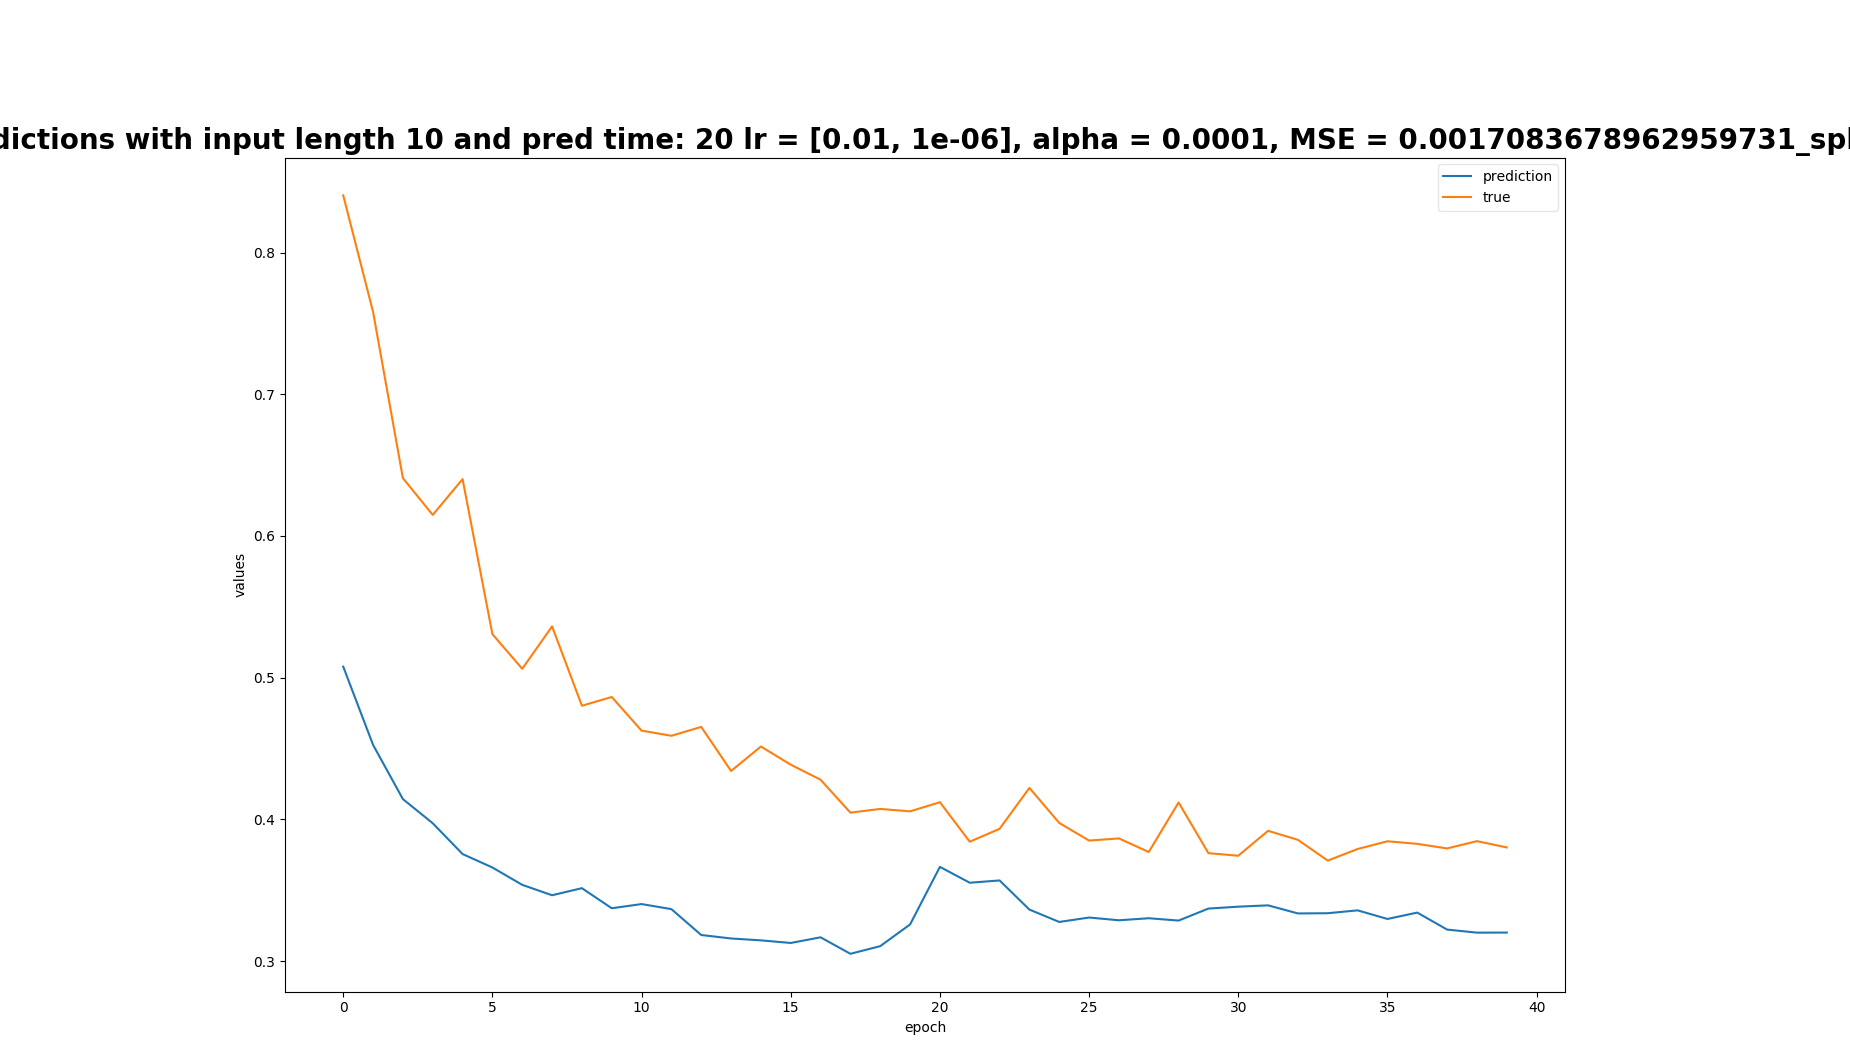 dictions with input length 10 and pred time: 20 lr = [0.01, 1e-06], alpha = 0.0001, MSE = 0.0017083678962959731_spl
prediction
true
0.8
0.7
0.6
0.5
0.4
0.3
values
0 5 10 15 20 25 30 35 40
epoch